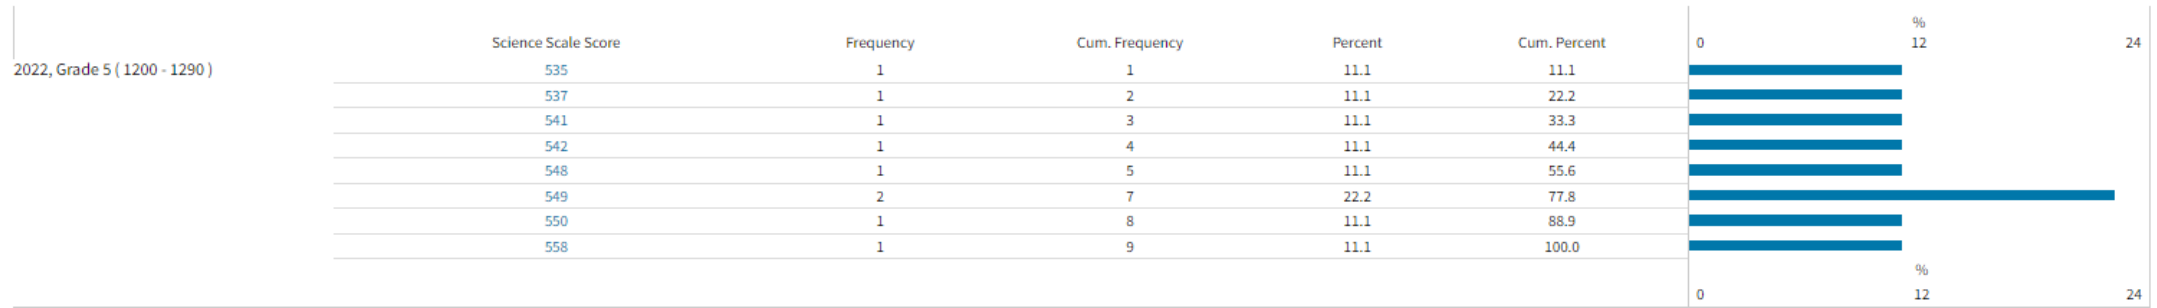 %
Science Scale Score Frequency Cum. Frequency Percent Cum. Percent 0 12 24
2022, Grade 5 ( 1200 - 1290 ) 535 1 1 11.1 11.1
537 1 2 11.1 22.2
541 1 3 11.1 33.3
542 1 4 11.1 44.4
548 1 5 11.1 55.6
549 2 7 22.2 77.8
550 1 8 11.1 88.9
558 1 9 11.1 100.0
%
0 12 24